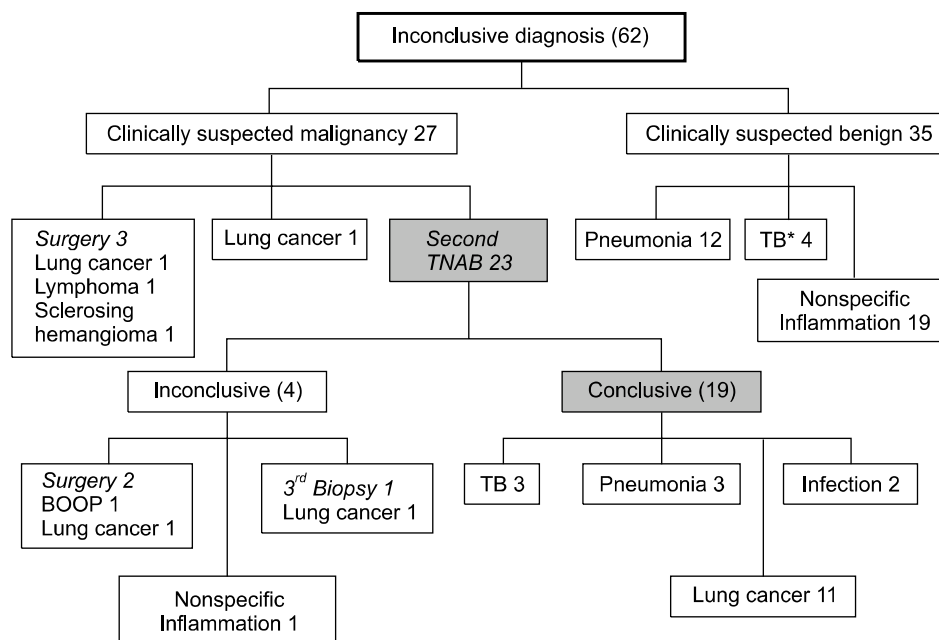 Inconclusive diagnosis (62)
Clinically suspected malignancy 27
Clinically suspected benign 35
Surgery 3
Lung cancer 1
Lymphoma 1
Sclerosing
hemangioma 1
Lung cancer 1
Second
TNAB 23
Pneumonia 12
TB* 4
Nonspecific
Inflammation 19
Inconclusive (4)
Conclusive (19)
Surgery 2
BOOP 1
Lung cancer 1
3rd Biopsy 1
Lung cancer 1
TB 3
Pneumonia 3
Infection 2
Nonspecific
Inflammation 1
Lung cancer 11